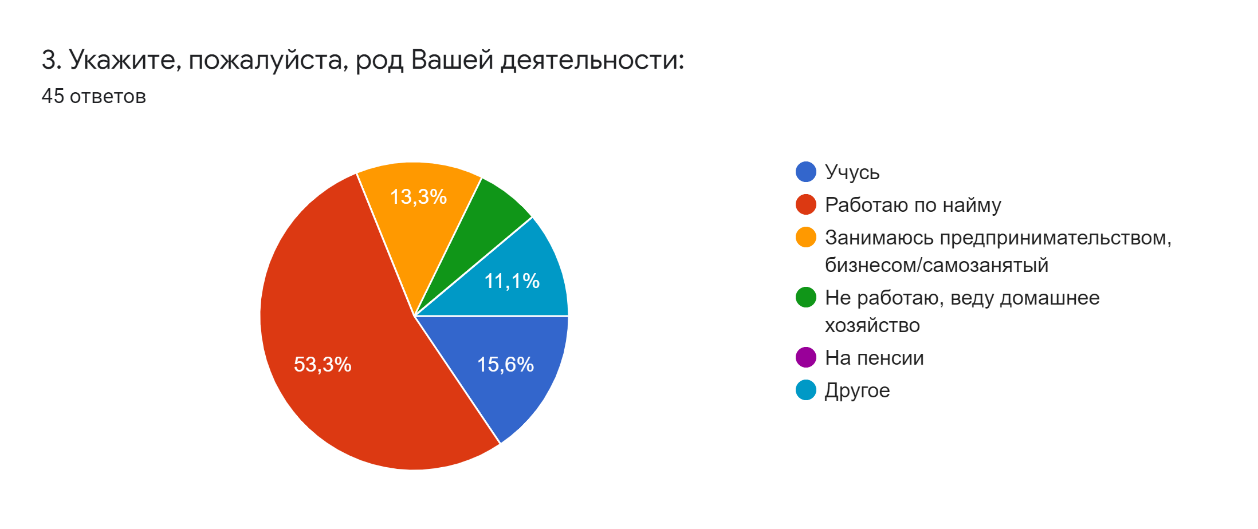 3. Укажите, пожалуйста, род Вашей деятельности:
45 ответов
13,3%
11,1%
53,3%
15,6%
Учусь
Работаю по найму
Занимаюсь предпринимательством,
бизнесом/самозанятый
Не работаю, веду домашнее
хозяйство
На пенсии
Другое